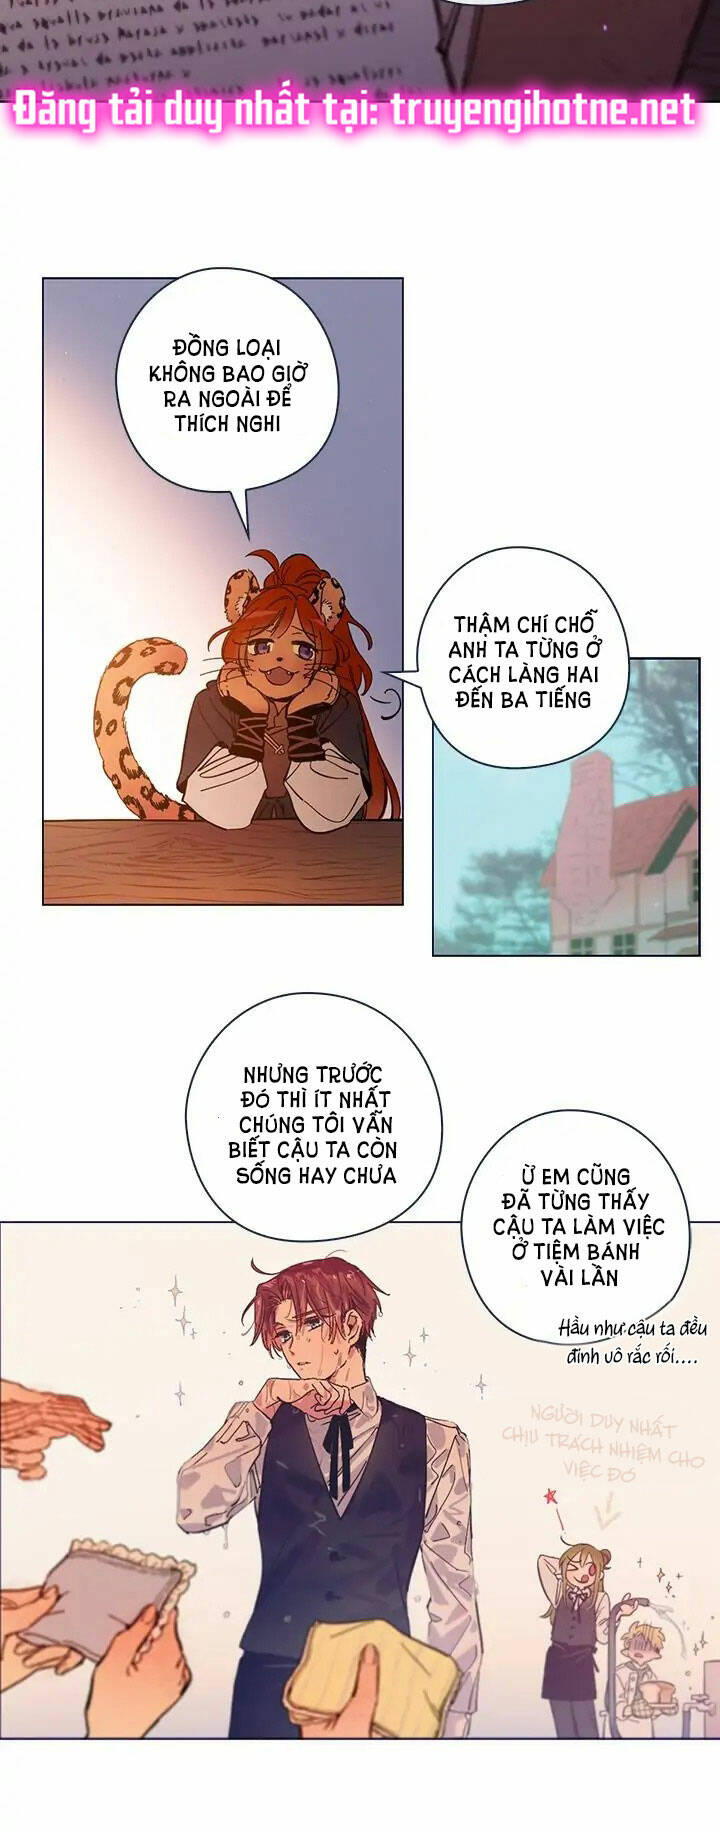 Đăng tải duy nhất tại: truyengihotne.net
ĐỒNG LOẠI
KHÔNG BAO GIỜ
RA NGOÀI ĐỂ
THÍCH NGHI
THẬM CHÍ CHỖ
ANH TA TỪNG Ở
CÁCH LÀNG HAI
ĐẾN BA TIẾNG
NHƯNG TRƯỚC
ĐÓ THÌ ÍT NHẤT
CHÚNG TÔI VẪN
BIẾT CẬU TA CÒN
SỐNG HAY CHƯA
Ừ EM CŨNG
ĐÃ TỪNG THẤY
CẬU TA LÀM VIỆC
Ở TIỆM BÁNH
VÀI LẦN
Hầu như cậu ta đều
đính vô rắc rối....
NGƯỜI DUY NHẤT
CHỊU TRÁCH NHIỆM CHO
VIỆC ĐÓ